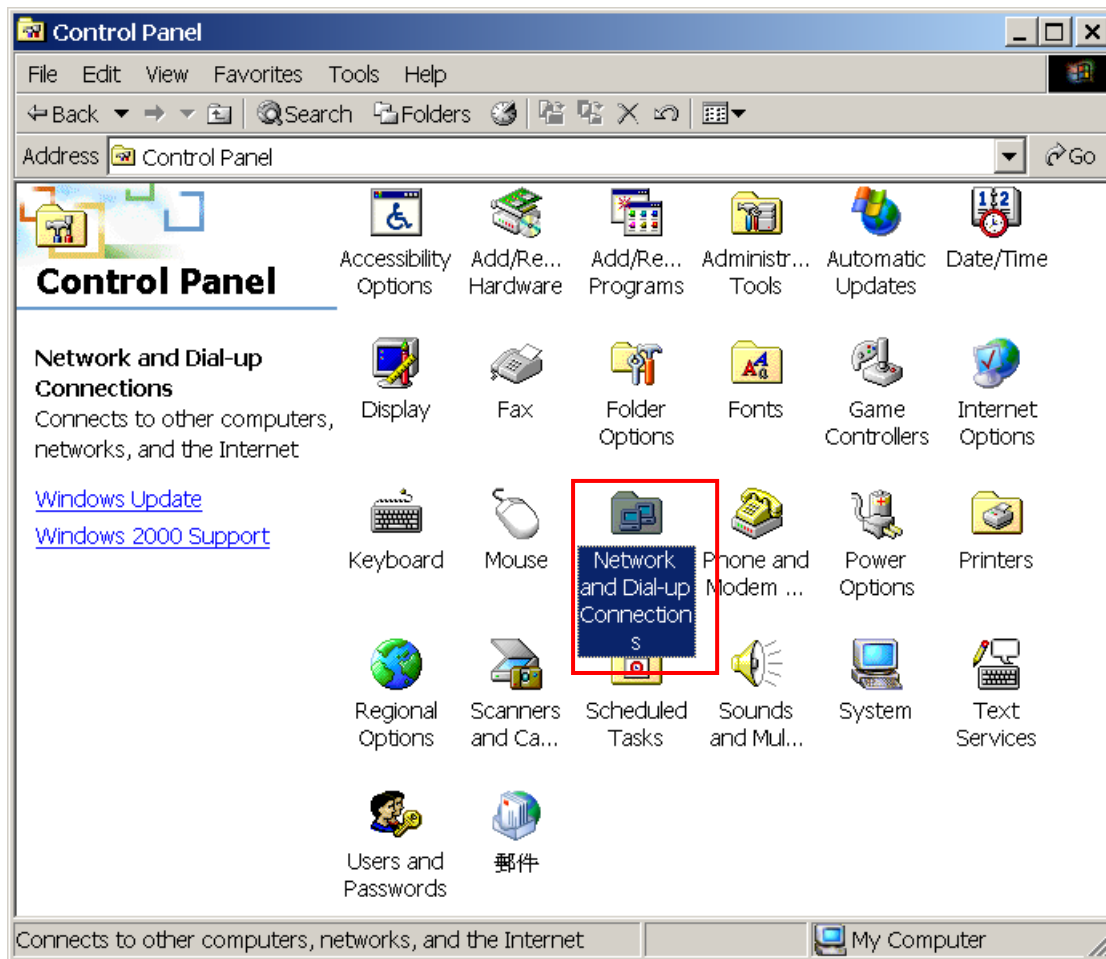 Control Panel
File Edit View Favorites Tools Help
Back Search Folders
Address Control Panel Go
Control Panel
Network and Dial-up
Connections
Connects to other computers,
networks, and the Internet
Windows Update
Windows 2000 Support
Accessibility
Options
Add/Re...
Hardware
Add/Re...
Programs
Administr...
Tools
Automatic
Updates
Date/Time
Display
Fax
Folder
Options
Fonts
Game
Controllers
Internet
Options
Keyboard
Mouse
Network
and Dial-up
Connection
s
Phone and
Modem ...
Power
Options
Printers
Regional
Options
Scanners
and Ca...
Scheduled
Tasks
Sounds
and Mul...
System
Text
Services
Users and
Passwords
郵件
Connects to other computers, networks, and the Internet My Computer